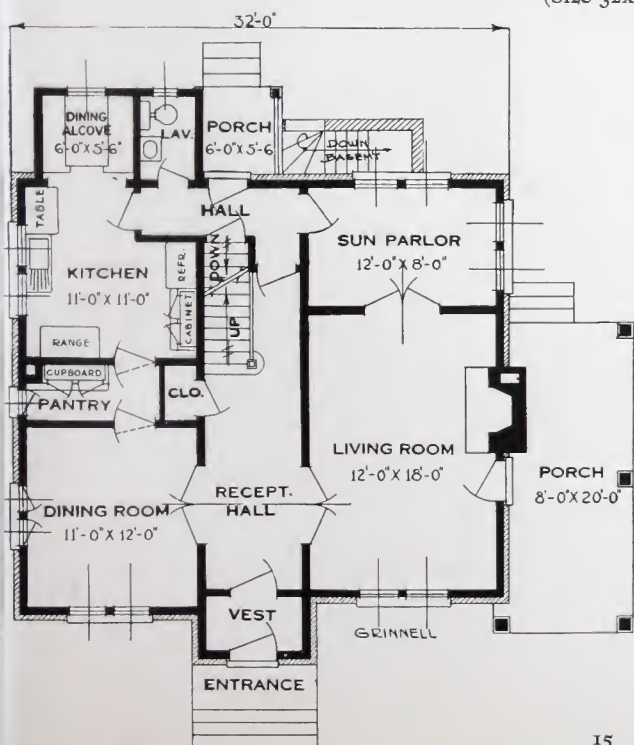 (Size 32x
32'-0"
DINING
ALCOVE
6'-0"X 5'-6"
LAV.
PORCH
6'-0"X 5'-6
DOWN
BASEM'T
TABLE
HALL
SUN PARLOR
12'-0"X 8'-0"
KITCHEN
11'-0"X 11'-0"
REFR.
DOWN
CABINET
UP
RANGE
CUPBOARD
PANTRY
CLO.
LIVING ROOM
12'-0"X 18'-0"
PORCH
8'-0"X 20'-0"
RECEPT.
HALL
DINING ROOM
11'-0"X 12'-0"
VEST
GRINNELL
ENTRANCE
15